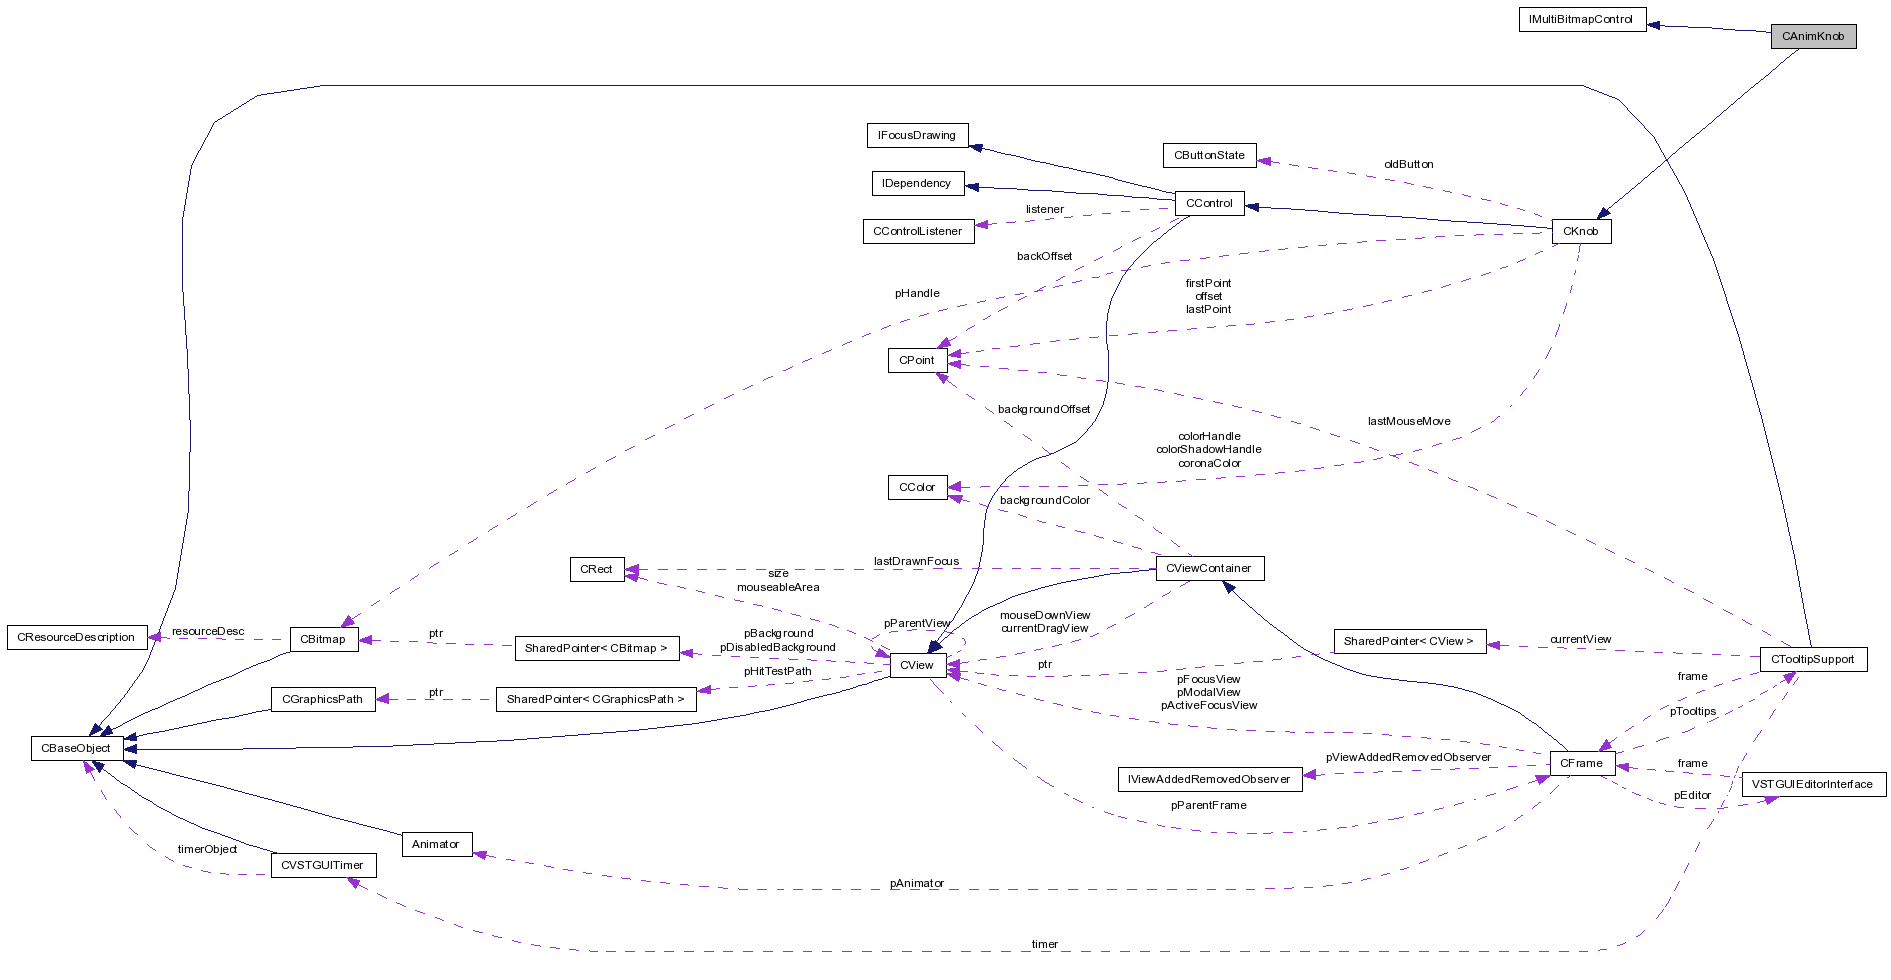 IMultiBitmapControl
CAnimKnob
IFocusDrawing
CButtonState
oldButton
IDependency
CControl
listener
CControlListener
CKnob
backOffset
pHandle
firstPoint
offset
lastPoint
CPoint
backgroundOffset
lastMouseMove
colorHandle
colorShadowHandle
coronaColor
CColor
backgroundColor
CRect
lastDrawnFocus
size
mouseableArea
CViewContainer
pParentView
mouseDownView
currentDragView
CResourceDescription
resourceDesc
CBitmap
ptr
SharedPointer< CBitmap >
pBackground
pDisabledBackground
SharedPointer< CView >
currentView
CView
ptr
CTooltipSupport
pHitTestPath
CGraphicsPath
ptr
SharedPointer< CGraphicsPath >
pFocusView
pModalView
pActiveFocusView
frame
pTooltips
CBaseObject
pViewAddedRemovedObserver
CFrame
frame
IViewAddedRemovedObserver
VSTGUIEditorInterface
pEditor
pParentFrame
Animator
timerObject
CVSTGUITimer
pAnimator
timer